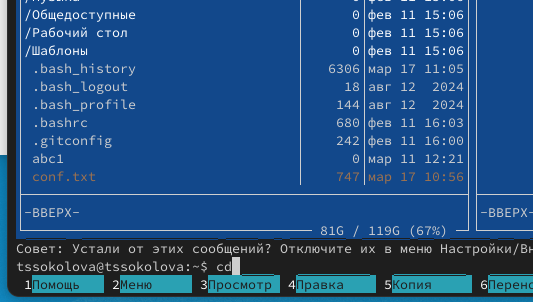 /Общедоступные 0 фев 11 15:06
/Рабочий стол 0 фев 11 15:06
/Шаблоны 0 фев 11 15:06
.bash_history 6306 мар 17 11:05
.bash_logout 18 авг 12 2024
.bash_profile 144 авг 12 2024
.bashrc 680 фев 11 16:03
.gitconfig 242 фев 11 16:00
abc1 0 мар 11 12:21
conf.txt 747 мар 17 10:56
-ВВЕРХ- -ВВЕРХ-
81G / 119G (67%)
Совет: Устали от этих сообщений? Отключите их в меню Настройки/Вн
tssokolova@tssokolova:~$ cd
1Помощь 2Меню 3Просмотр 4Правка 5Копия 6Перено